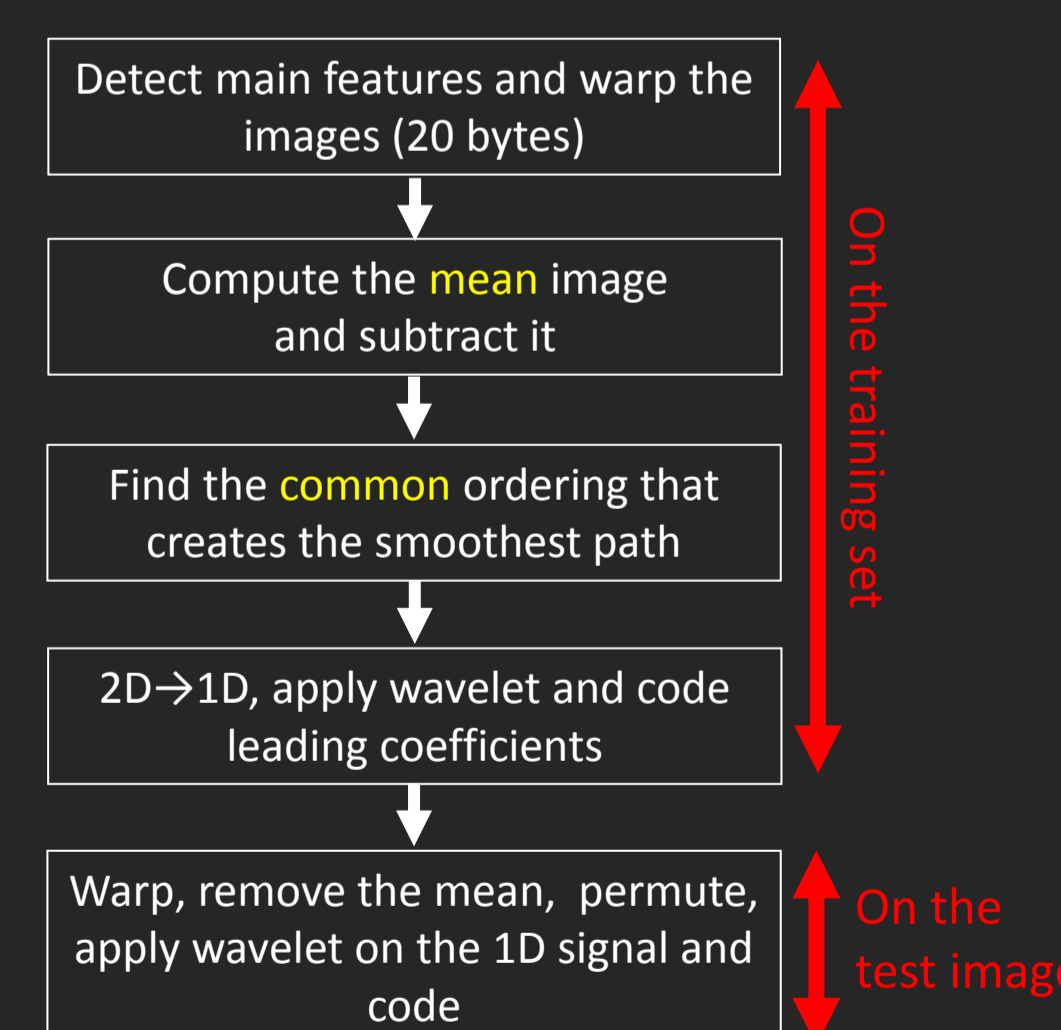 Detect main features and warp the
images (20 bytes)
Compute the mean image
and subtract it
Find the common ordering that
creates the smoothest path
2D→1D, apply wavelet and code
leading coefficients
On the training set
Warp, remove the mean, permute,
apply wavelet on the 1D signal and
code
On the
test image